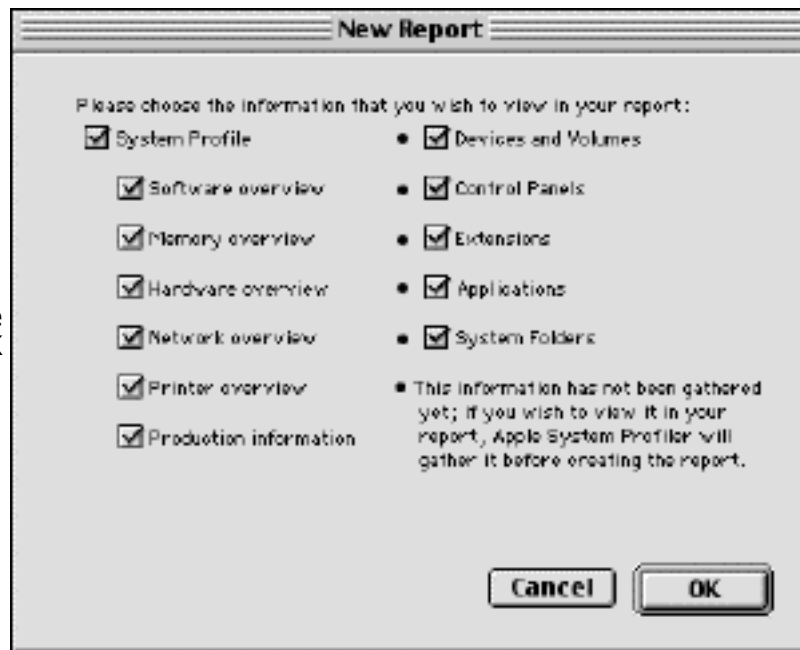 New Report
Please choose the information that you wish to view in your report:
System Profile
Software overview
Memory overview
Hardware overview
Network overview
Printer overview
Production information
• Devices and Volumes
• Control Panels
• Extensions
• Applications
• System Folders
• This information has not been gathered
yet; if you wish to view it in your
report, Apple System Profiler will
gather it before creating the report.
Cancel
OK